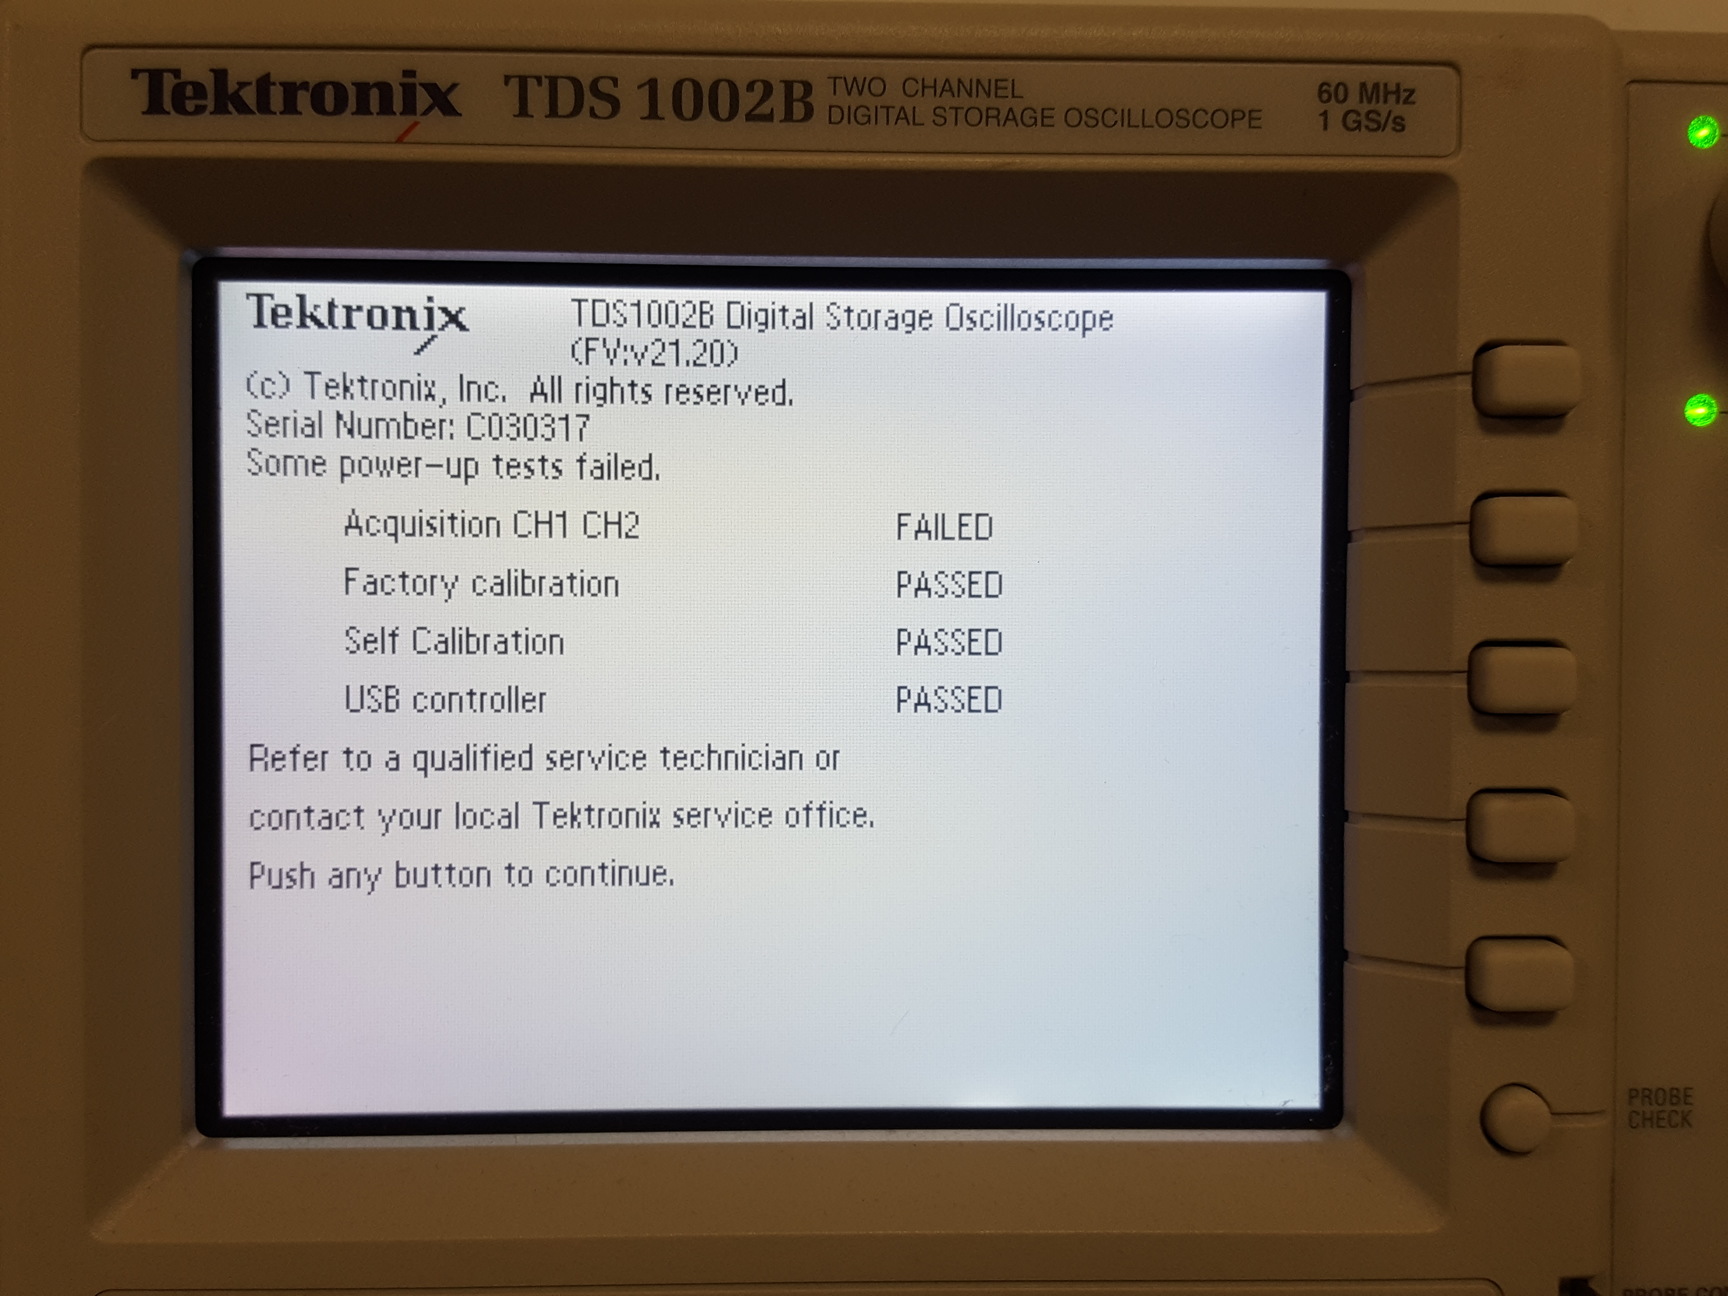 Tektronix TDS 1002B TWO CHANNEL
DIGITAL STORAGE OSCILLOSCOPE
60 MHz
1 GS/s
Tektronix TDS1002B Digital Storage Oscilloscope
(FV:v21.20)
(c) Tektronix, Inc. All rights reserved.
Serial Number: C030317
Some power-up tests failed.
Acquisition CH1 CH2 FAILED
Factory calibration PASSED
Self Calibration PASSED
USB controller PASSED
Refer to a qualified service technician or
contact your local Tektronix service office.
Push any button to continue.
PROBE
CHECK